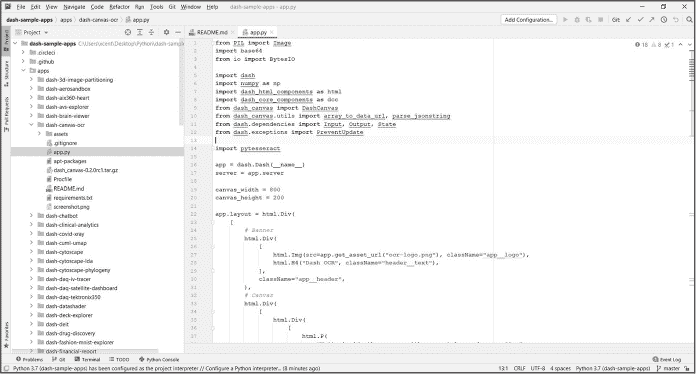 File Edit View Navigate Code Refactor Run Tools Git Window Help dash-sample-apps - app.py
dash-sample-apps apps dash-canvas-ocr app.py Add Configuration... Git:
Project README.md app.py
dash-sample-apps
.circleci
.github
apps
dash-3d-image-partitioning
dash-aerosandbox
dash-aix360-heart
dash-avs-explorer
dash-brain-viewer
dash-canvas-ocr
assets
.gitignore
app.py
apt-packages
dash_canvas-0.2.0rc1.tar.gz
Procfile
README.md
requirements.txt
screenshot.png
dash-chatbot
dash-clinical-analytics
dash-covid-xray
dash-cuml-umap
dash-cytoscape
dash-cytoscape-lda
dash-cytoscape-phylogeny
dash-daq-iv-tracer
dash-daq-satellite-dashboard
dash-daq-tektronix350
dash-datashader
dash-deck-explorer
dash-deit
dash-drug-discovery
dash-fashion-mnist-explorer
dash-financial-report
Project
Structure
Pull Requests
Favorites
from PIL import Image
import base64
from io import BytesIO
import dash
import numpy as np
import dash_html_components as html
import dash_core_components as dcc
from dash_canvas import DashCanvas
from dash_canvas.utils import array_to_data_url, parse_jsonstring
from dash.dependencies import Input, Output, State
from dash.exceptions import PreventUpdate
import pytesseract
app = dash.Dash(__name__)
server = app.server
canvas_width = 800
canvas_height = 200
app.layout = html.Div(
[
# Banner
html.Div(
[
html.Img(src=app.get_asset_url("ocr-logo.png"), className="app__logo"),
html.H4("Dash OCR", className="header__text"),
],
className="app__header",
),
# Canvas
html.Div(
[
html.Div(
[
html.P(
Problems Git Terminal TODO Python Console Event Log
Python 3.7 (dash-sample-apps) has been configured as the project interpreter // Configure a Python interpreter... (8 minutes ago) 13:1 CRLF UTF-8 4 spaces Python 3.7 (dash-sample-apps) master